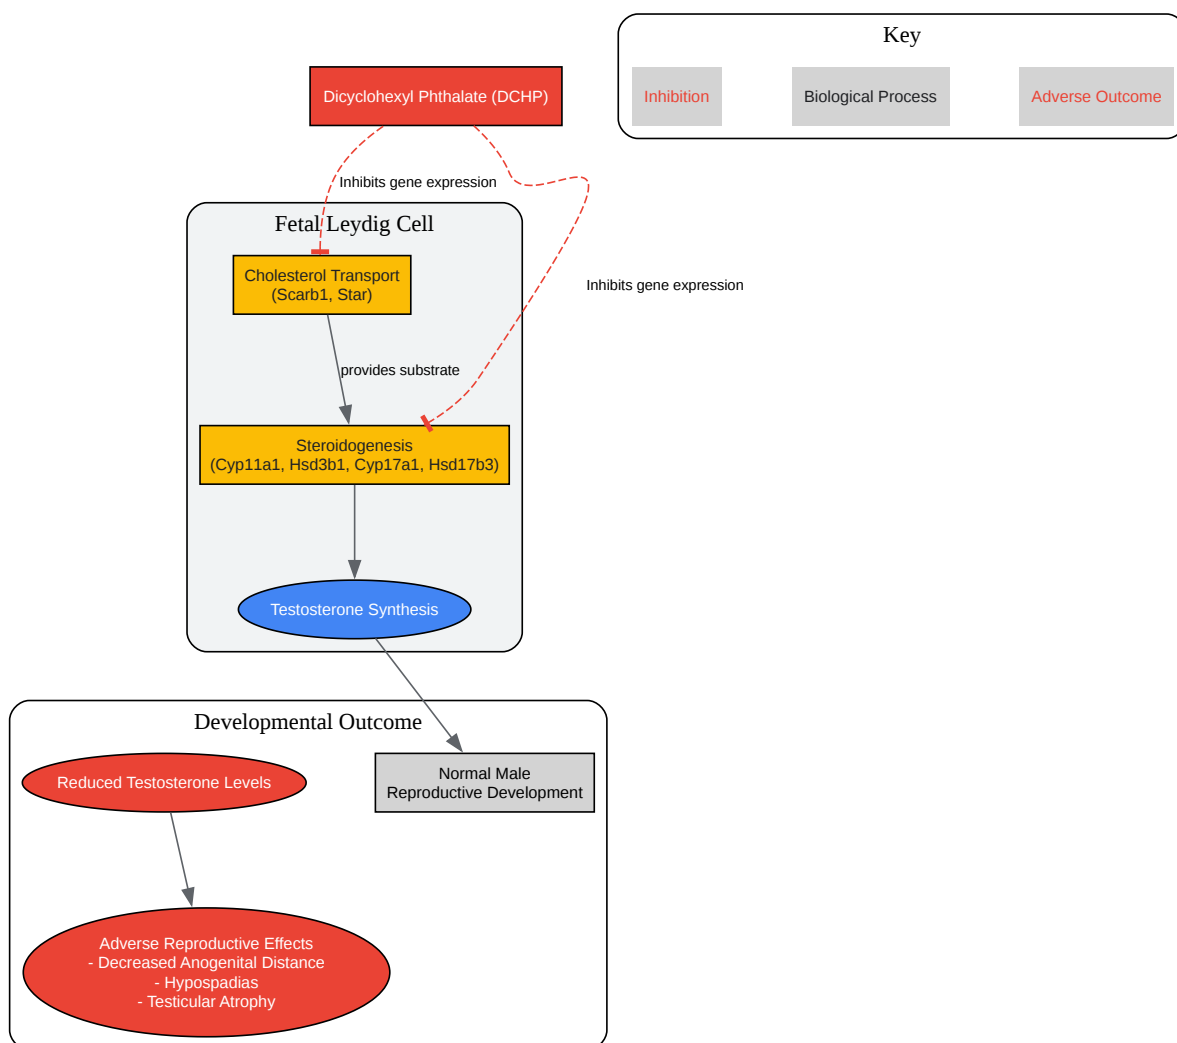 Key
Inhibition
Biological Process
Adverse Outcome
Dicyclohexyl Phthalate (DCHP)
Inhibits gene expression
Fetal Leydig Cell
Cholesterol Transport
(Scarb1, Star)
Inhibits gene expression
provides substrate
Steroidogenesis
(Cyp11a1, Hsd3b1, Cyp17a1, Hsd17b3)
Testosterone Synthesis
Developmental Outcome
Reduced Testosterone Levels
Normal Male
Reproductive Development
Adverse Reproductive Effects
- Decreased Anogenital Distance
- Hypospadias
- Testicular Atrophy